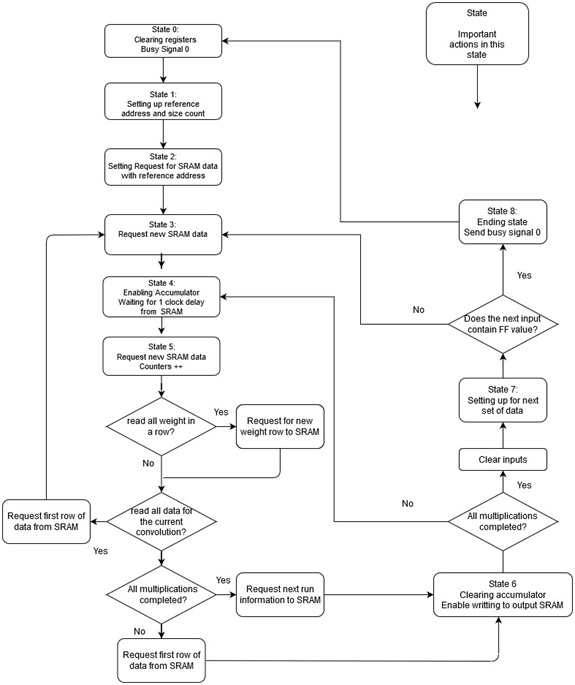 State 0:
Clearing registers
Busy Signal 0
State
Important
actions in this
state
State 1:
Setting up reference
address and size count
State 2:
Setting Request for SRAM data
with reference address
State 3:
Request new SRAM data
State 8:
Ending state
Send busy signal 0
Yes
No
State 4:
Enabling Accumulator
Waiting for 1 clock delay
from SRAM
Does the next input
contain FF value?
State 5:
Request new SRAM data
Counters ++
State 7:
Setting up for next
set of data
read all weight in
a row?
Yes
Request for new
weight row to SRAM
No
Clear inputs
Yes
No
Request first row of
data from SRAM
read all data for
the current
convolution?
All multiplications
completed?
Yes
All multiplications
completed?
Yes
Request next run
information to SRAM
State 6
Clearing accumulator
Enable writting to output SRAM
No
Request first row of
data from SRAM